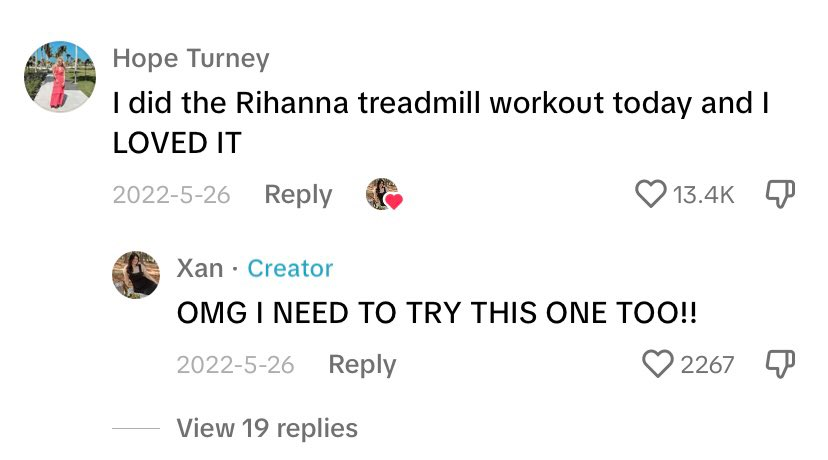 Hope Turney
I did the Rihanna treadmill workout today and I
LOVED IT
2022-5-26 Reply 13.4K
Xan · Creator
OMG I NEED TO TRY THIS ONE TOO!!
2022-5-26 Reply 2267
View 19 replies